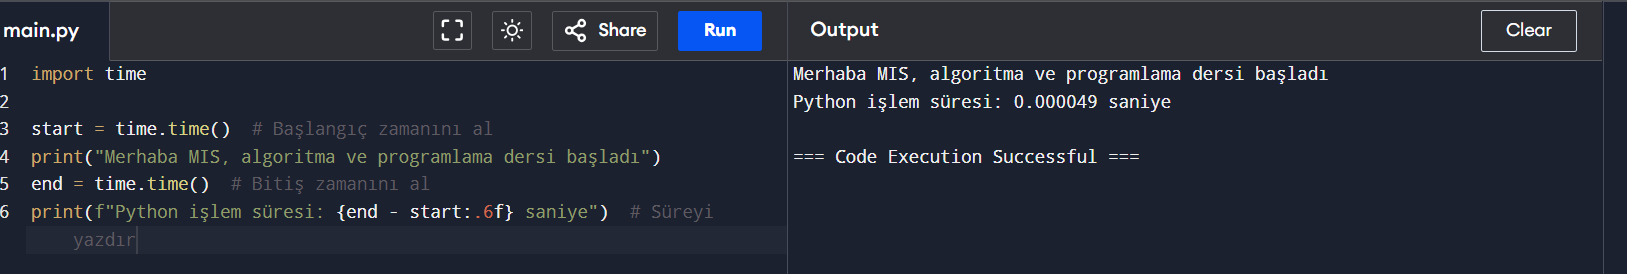 main.py
Share
Run
Output
Clear
1 import time
2
3 start = time.time()  # Başlangıç zamanını al
4 print("Merhaba MIS, algoritma ve programlama dersi başladı")
5 end = time.time()  # Bitiş zamanını al
6 print(f"Python işlem süresi: {end - start:.6f} saniye")  # Süreyi
yazdır
Merhaba MIS, algoritma ve programlama dersi başladı
Python işlem süresi: 0.000049 saniye
=== Code Execution Successful ===